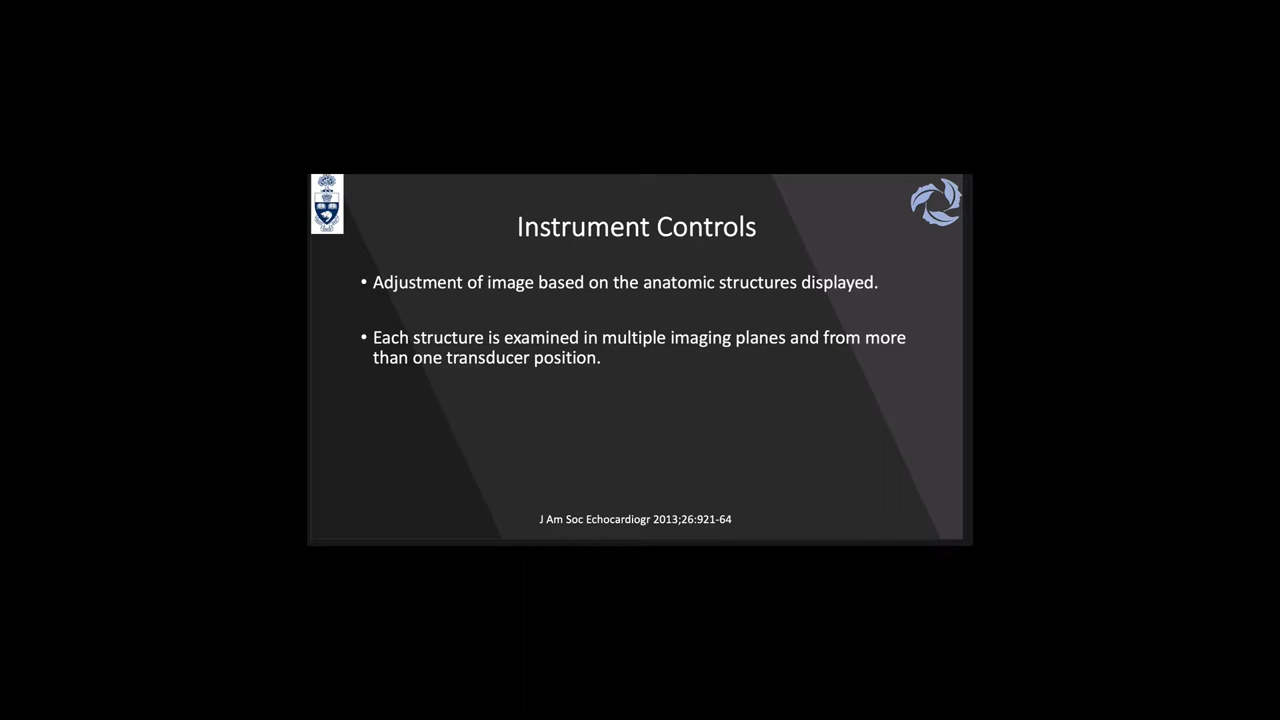 Instrument Controls
• Adjustment of image based on the anatomic structures displayed.
• Each structure is examined in multiple imaging planes and from more
than one transducer position.
J Am Soc Echocardiogr 2013;26:921-64